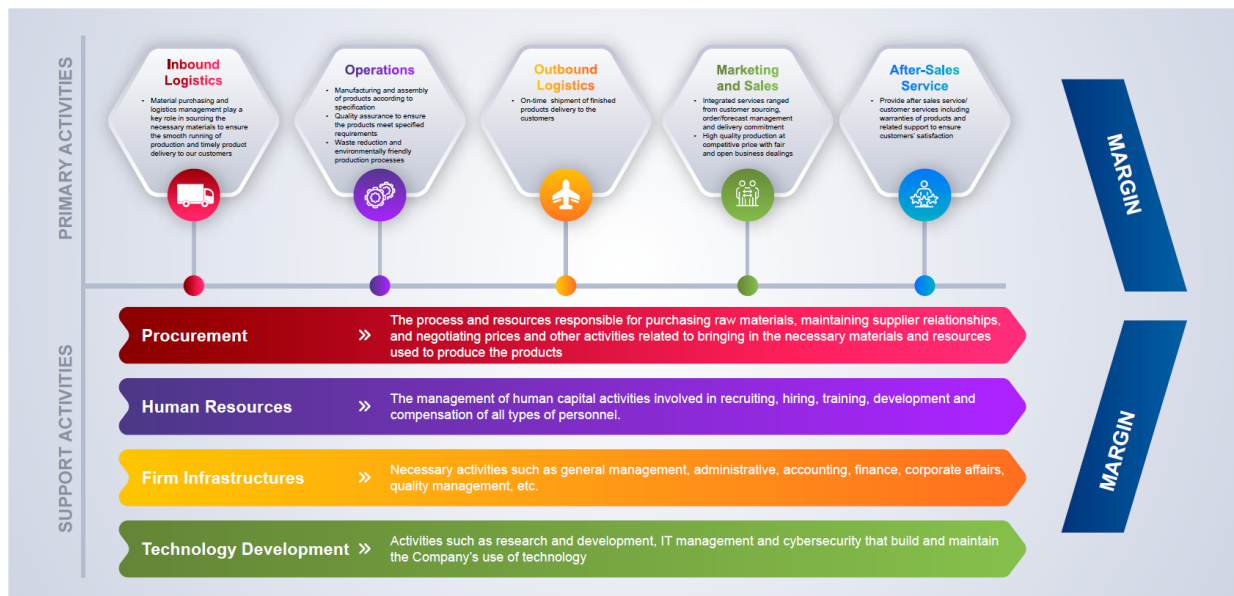 PRIMARY ACTIVITIES
Inbound
Logistics
• Material purchasing and
logistics management play a
key role in sourcing the
necessary materials to ensure
the smooth running of
production and timely product
delivery to our customers
Operations
• Manufacturing and assembly
of products according to
specification
• Quality assurance to ensure
the products meet specified
requirements
• Waste reduction and
environmentally friendly
production processes
Outbound
Logistics
• On-time shipment of finished
products delivery to the
customers
Marketing
and Sales
• Integrated services ranged
from customer sourcing,
order/forecast management
and delivery commitment
• High quality production at
competitive price with fair
and open business dealings
After-Sales
Service
• Provide after sales service/
customer services including
warranties of products and
related support to ensure
customers' satisfaction
MARGIN
SUPPORT ACTIVITIES
Procurement »
The process and resources responsible for purchasing raw materials, maintaining supplier relationships,
and negotiating prices and other activities related to bringing in the necessary materials and resources
used to produce the products
Human Resources »
The management of human capital activities involved in recruiting, hiring, training, development and
compensation of all types of personnel.
Firm Infrastructures »
Necessary activities such as general management, administrative, accounting, finance, corporate affairs,
quality management, etc.
Technology Development »
Activities such as research and development, IT management and cybersecurity that build and maintain
the Company's use of technology
MARGIN